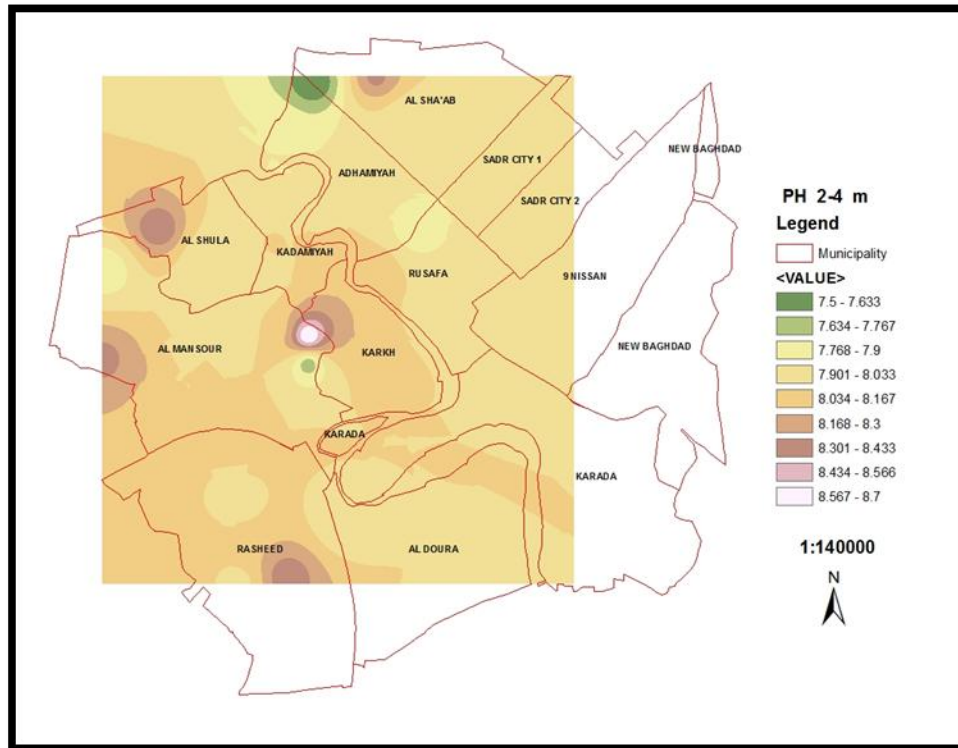 AL SHA'AB
NEW BAGHDAD
SADR CITY 1
ADHAMIYAH
SADR CITY 2
AL SHULA
KADAMIYAH
RUSAFA
9 NISSAN
AL MANSOUR
KARKH
NEW BAGHDAD
KARADA
KARADA
RASHEED
AL DOURA
PH 2-4 m
Legend
Municipality
<VALUE>
7.5 - 7.633
7.634 - 7.767
7.768 - 7.9
7.901 - 8.033
8.034 - 8.167
8.168 - 8.3
8.301 - 8.433
8.434 - 8.566
8.567 - 8.7
1:140000
N